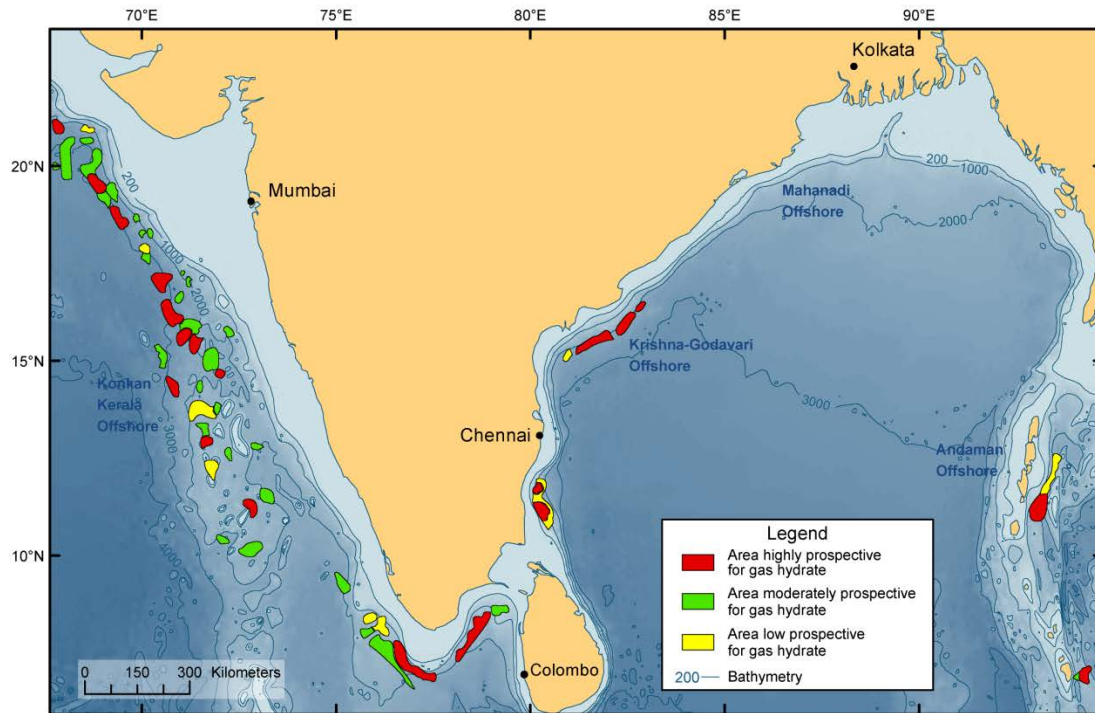 70°E 75°E 80°E 85°E 90°E
Kolkata
20°N
200
200
1000
Mumbai
Mahanadi
Offshore
2000
1000
2000
15°N
Krishna-Godavari
Offshore
Konkan
Kerala
Offshore
3000
3000
Chennai
Andaman
Offshore
Legend
10°N
Area highly prospective
for gas hydrate
4000
Area moderately prospective
for gas hydrate
Area low prospective
for gas hydrate
0 150 300 Kilometers
Colombo
200 Bathymetry